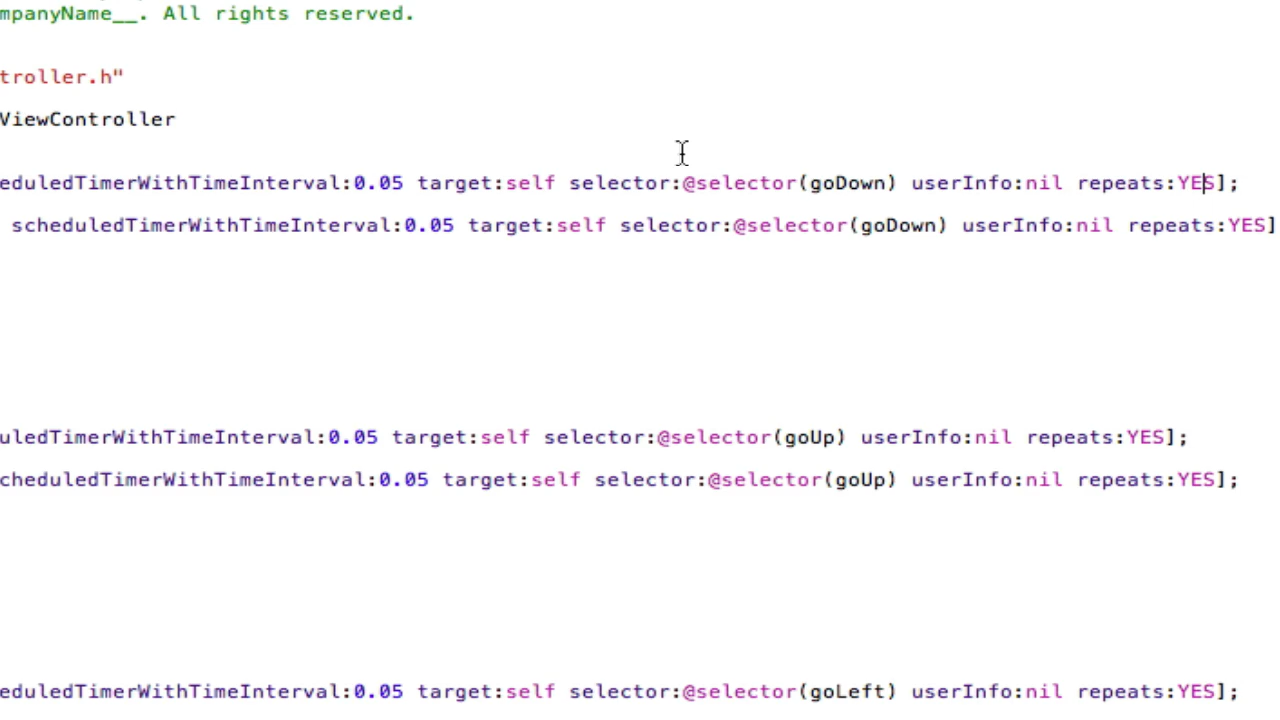 mpanyName__. All rights reserved.
troller.h"
ViewController
eduledTimerWithTimeInterval:0.05 target:self selector:@selector(goDown) userInfo:nil repeats:YES];
scheduledTimerWithTimeInterval:0.05 target:self selector:@selector(goDown) userInfo:nil repeats:YES]
uledTimerWithTimeInterval:0.05 target:self selector:@selector(goUp) userInfo:nil repeats:YES];
cheduledTimerWithTimeInterval:0.05 target:self selector:@selector(goUp) userInfo:nil repeats:YES];
eduledTimerWithTimeInterval:0.05 target:self selector:@selector(goLeft) userInfo:nil repeats:YES];